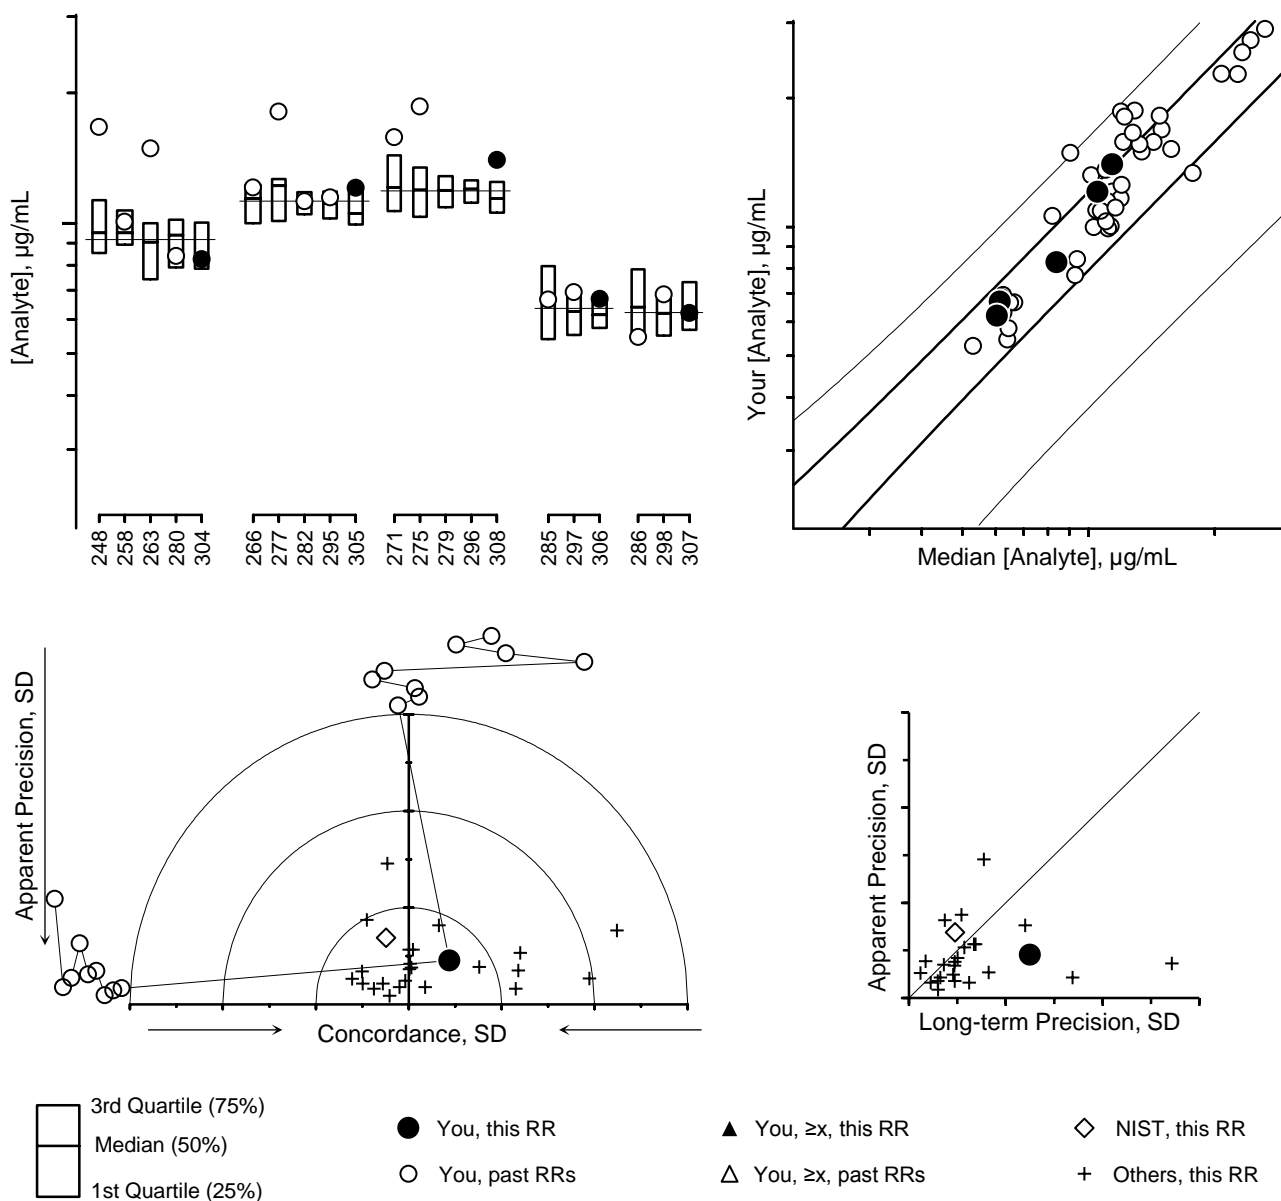 [Analyte], µg/mL
248 258 263 280 304 266 277 282 295 305 271 275 279 296 308 285 297 306 286 298 307
Your [Analyte], µg/mL
Median [Analyte], µg/mL
Apparent Precision, SD
Concordance, SD
Apparent Precision, SD
Long-term Precision, SD
3rd Quartile (75%)
Median (50%)
1st Quartile (25%)
You, this RR
You, past RRs
You, ≥x, this RR
You, ≥x, past RRs
NIST, this RR
Others, this RR